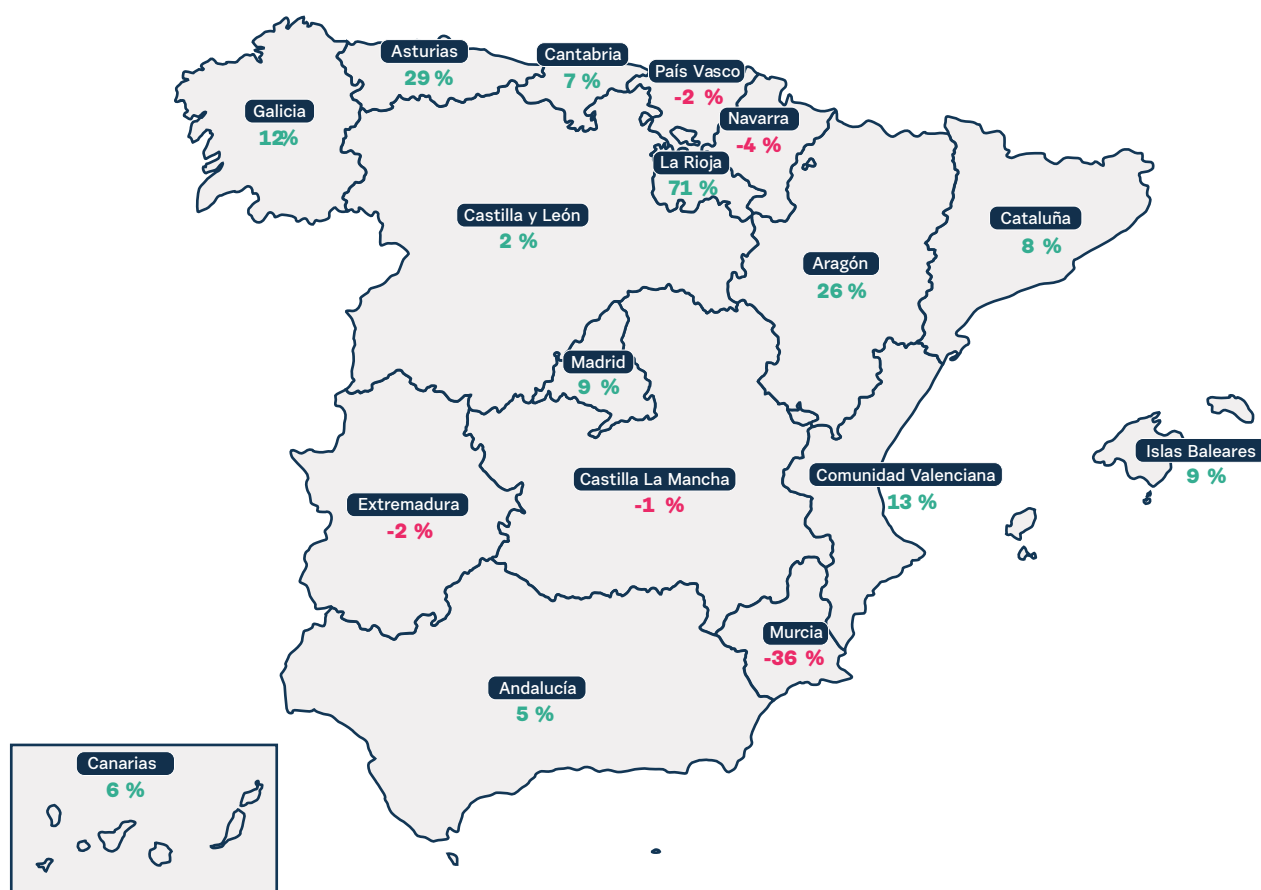 Asturias
29 %
Cantabria
7 %
País Vasco
-2 %
Galicia
12%
Navarra
-4 %
La Rioja
71 %
Castilla y León
2 %
Cataluña
8 %
Aragón
26 %
Madrid
9 %
Islas Baleares
9 %
Castilla La Mancha
-1 %
Comunidad Valenciana
13 %
Extremadura
-2 %
Murcia
-36 %
Andalucía
5 %
Canarias
6 %